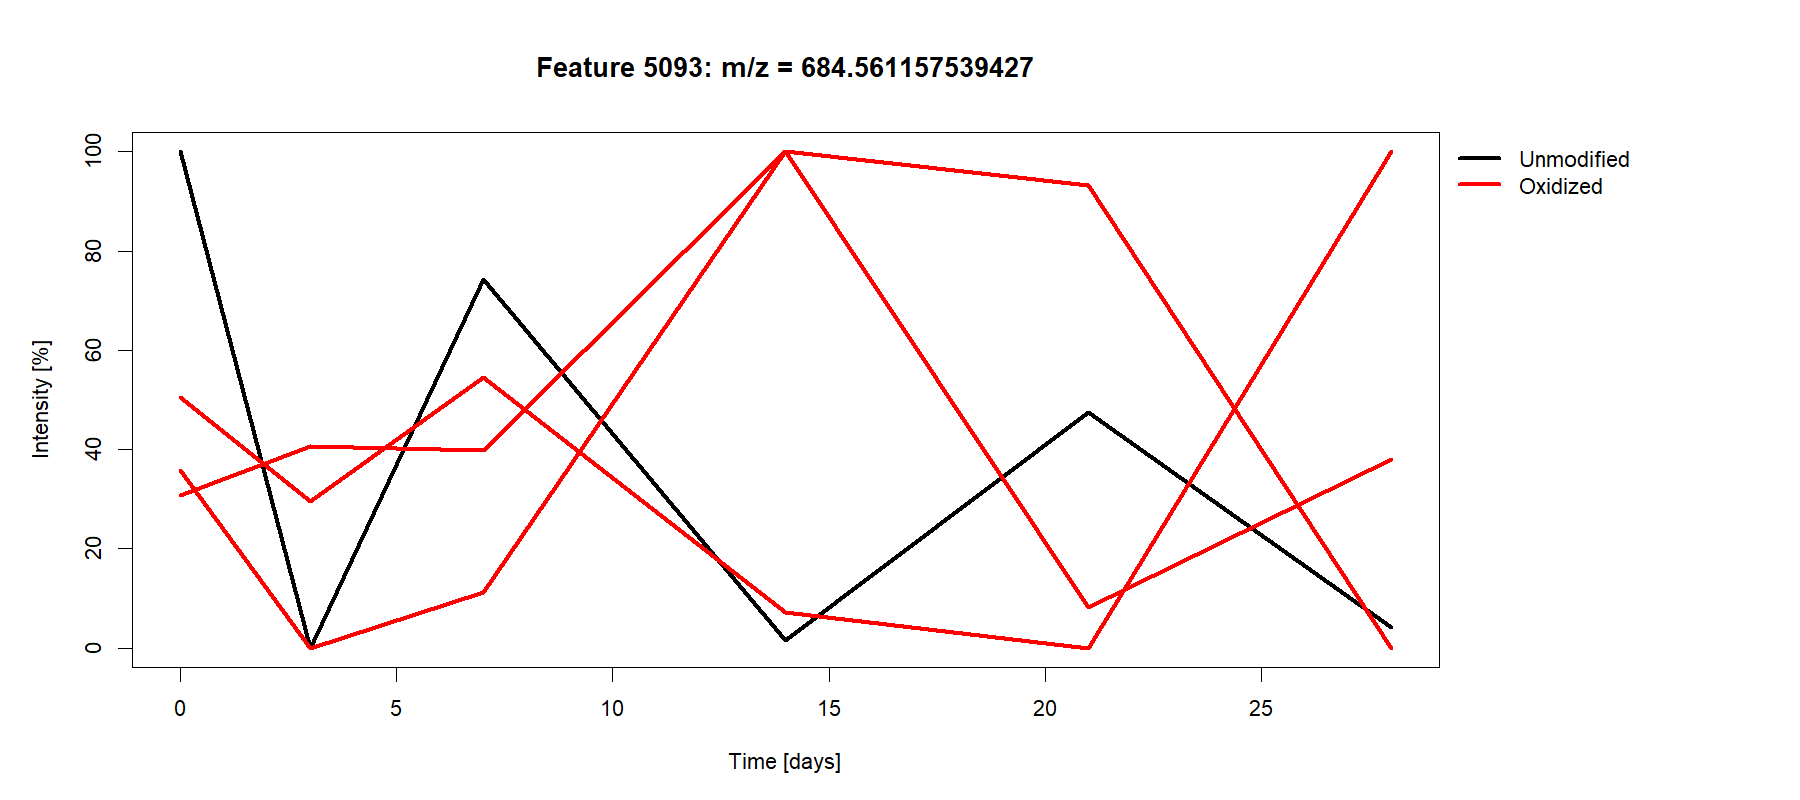 Feature 5093: m/z = 684.561157539427
Unmodified
Oxidized
100
80
60
40
20
0
Intensity [%]
0 5 10 15 20 25
Time [days]